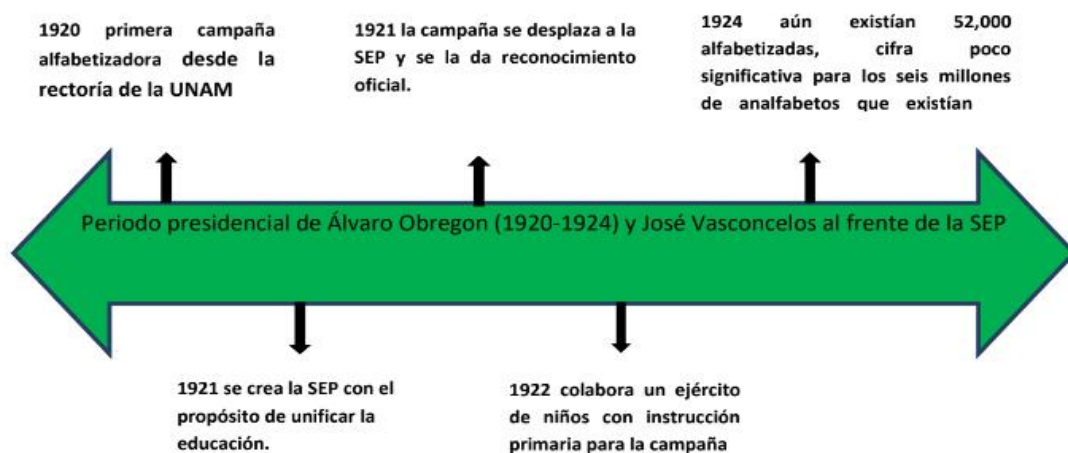 1920 primera campaña
alfabetizadora desde la
rectoría de la UNAM
1921 la campaña se desplaza a la
SEP y se la da reconocimiento
oficial.
1924 aún existían 52,000
alfabetizadas, cifra poco
significativa para los seis millones
de analfabetos que existían
Periodo presidencial de Álvaro Obregon (1920-1924) y José Vasconcelos al frente de la SEP
1921 se crea la SEP con el
propósito de unificar la
educación.
1922 colabora un ejército
de niños con instrucción
primaria para la campaña